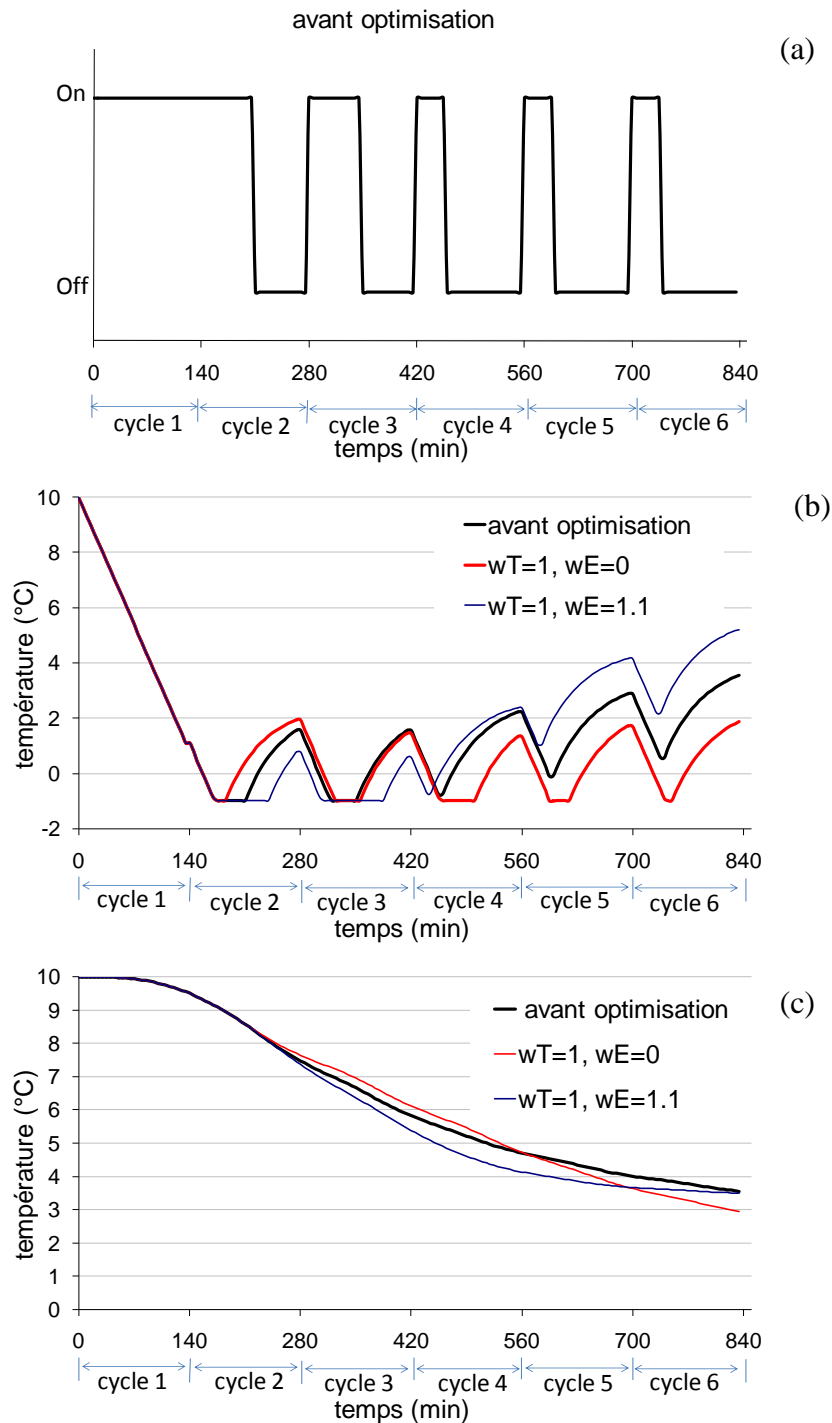 avant optimisation
(a)
On
Off
0 140 280 420 560 700 840
cycle 1 cycle 2 cycle 3 cycle 4 cycle 5 cycle 6
temps (min)
(b)
10
8
6
4
2
0
-2
température (°C)
avant optimisation
wT=1, wE=0
wT=1, wE=1.1
0 140 280 420 560 700 840
cycle 1 cycle 2 cycle 3 cycle 4 cycle 5 cycle 6
temps (min)
(c)
10
9
8
7
6
5
4
3
2
1
0
température (°C)
avant optimisation
wT=1, wE=0
wT=1, wE=1.1
0 140 280 420 560 700 840
cycle 1 cycle 2 cycle 3 cycle 4 cycle 5 cycle 6
temps (min)